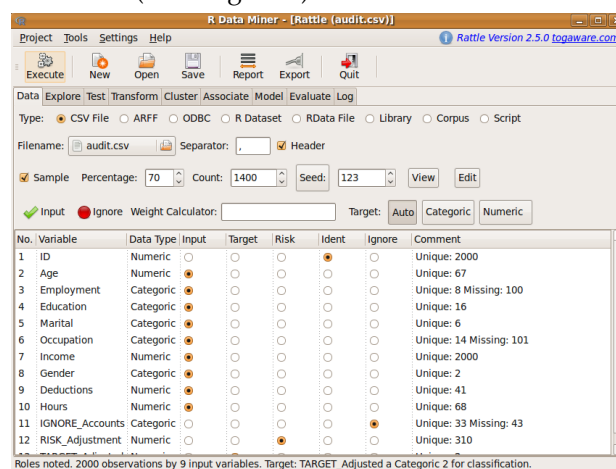 R Data Miner - [Rattle (audit.csv)]
Project Tools Settings Help Rattle Version 2.5.0 togaware.com
Execute New Open Save Report Export Quit
Data Explore Test Transform Cluster Associate Model Evaluate Log
Type: CSV File ARFF ODBC R Dataset RData File Library Corpus Script
Filename: audit.csv Separator: , Header
Sample Percentage: 70 Count: 1400 Seed: 123 View Edit
Input Ignore Weight Calculator: Target: Auto Categoric Numeric
No. Variable Data Type Input Target Risk Ident Ignore Comment
1 ID Numeric Unique: 2000
2 Age Numeric Unique: 67
3 Employment Categoric Unique: 8 Missing: 100
4 Education Categoric Unique: 16
5 Marital Categoric Unique: 6
6 Occupation Categoric Unique: 14 Missing: 101
7 Income Numeric Unique: 2000
8 Gender Categoric Unique: 2
9 Deductions Numeric Unique: 41
10 Hours Numeric Unique: 68
11 IGNORE_Accounts Categoric Unique: 33 Missing: 43
12 RISK_Adjustment Numeric Unique: 310
Roles noted. 2000 observations by 9 input variables. Target: TARGET_Adjusted a Categoric 2 for classification.